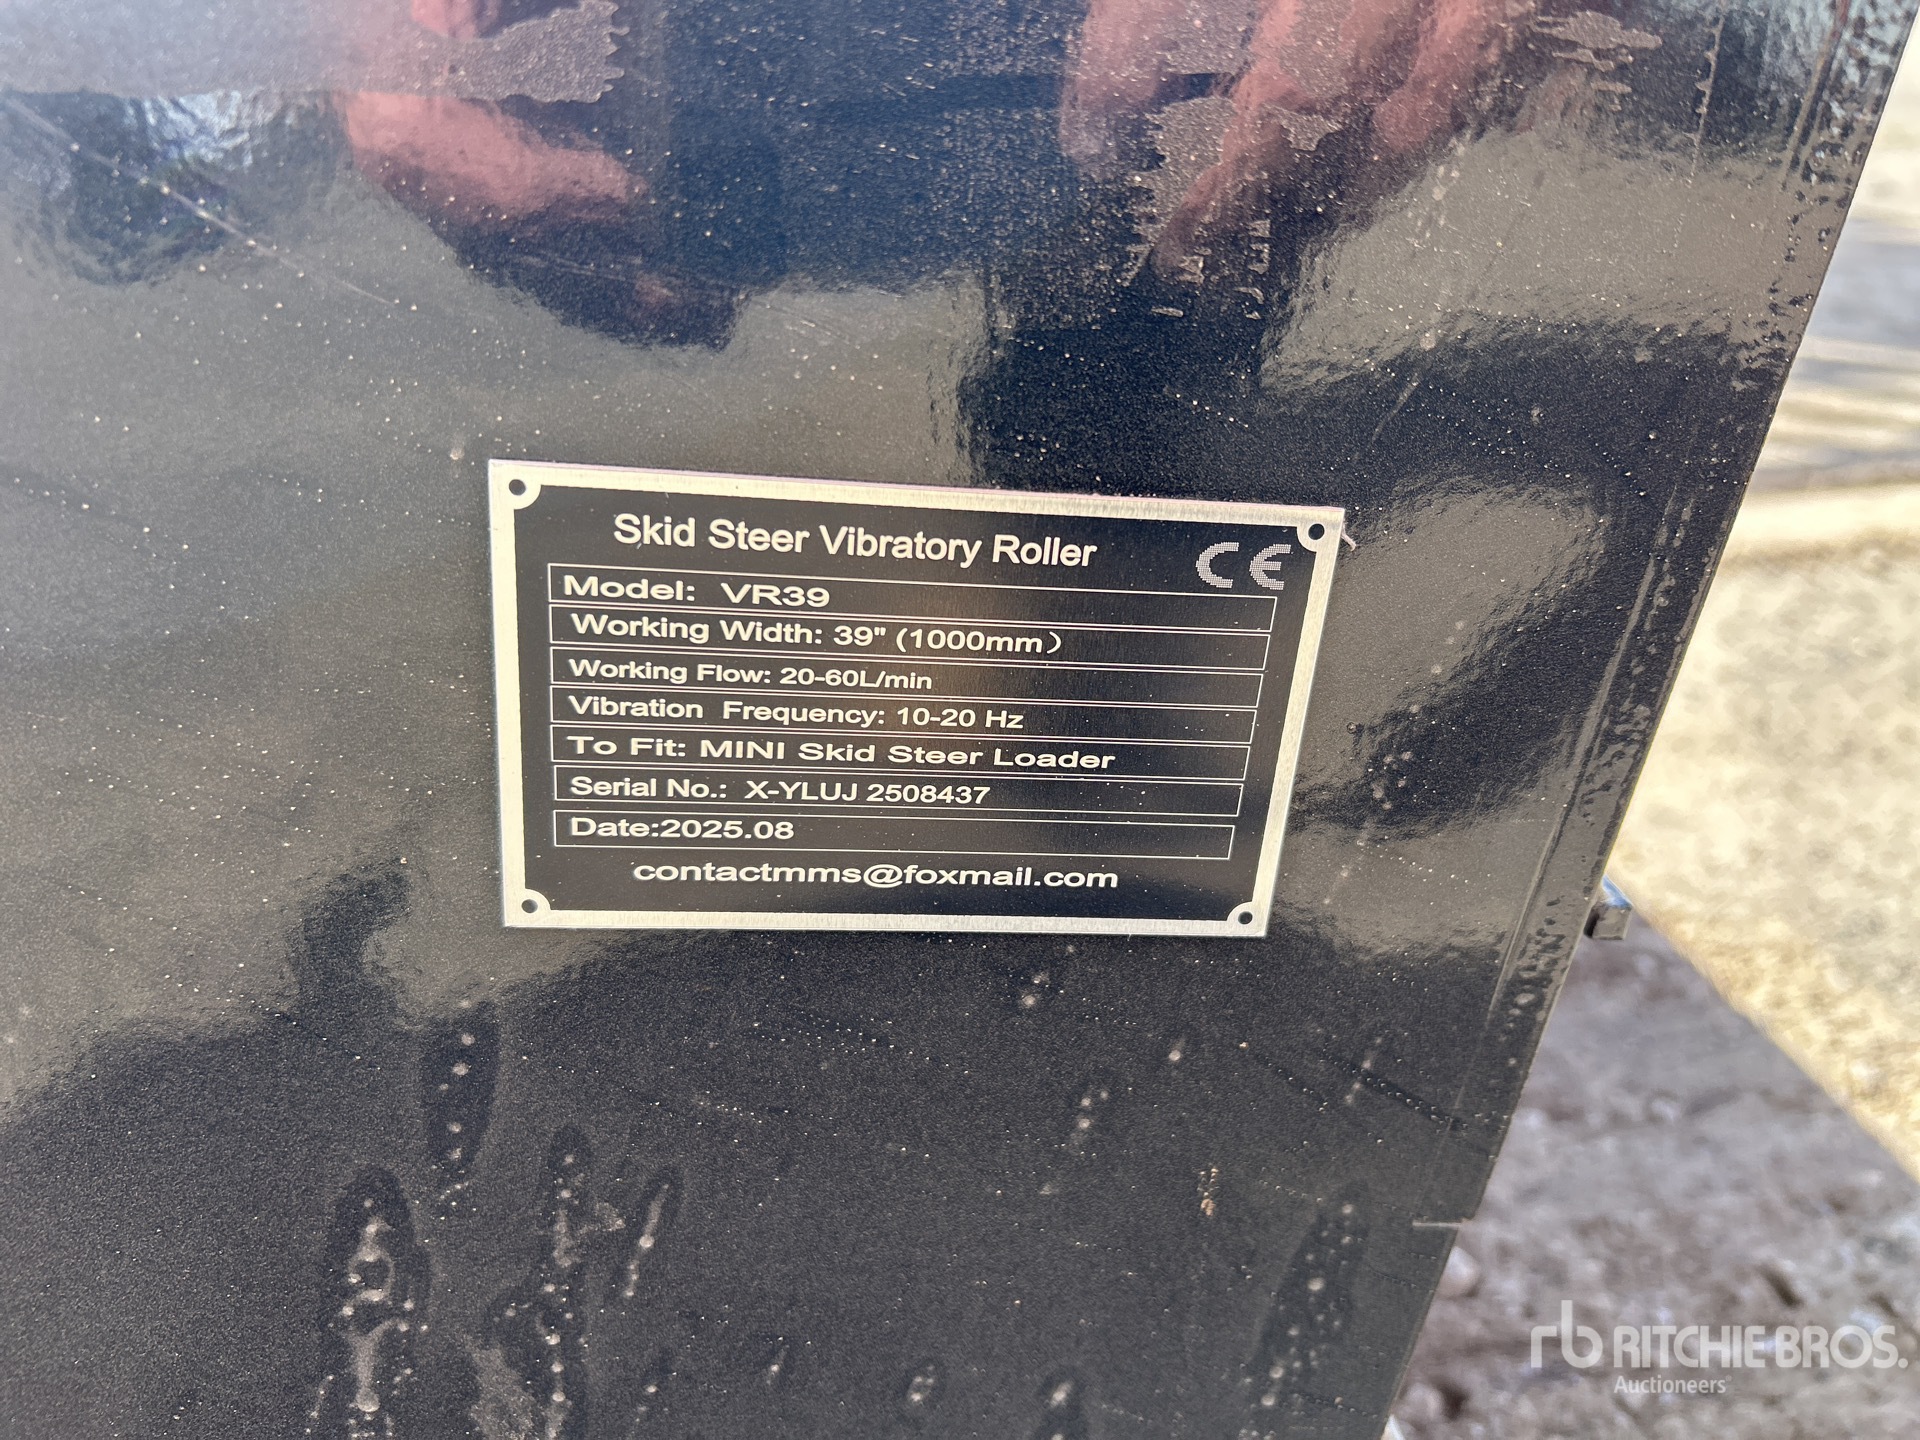 Skid Steer Vibratory Roller CE
Model: VR39
Working Width: 39" (1000mm）
Working Flow: 20-60L/min
Vibration Frequency: 10-20 Hz
To Fit: MINI Skid Steer Loader
Serial No.: X-YLUJ 2508437
Date:2025.08
contactmms@foxmail.com
rb RITCHIE BROS.
Auctioneers